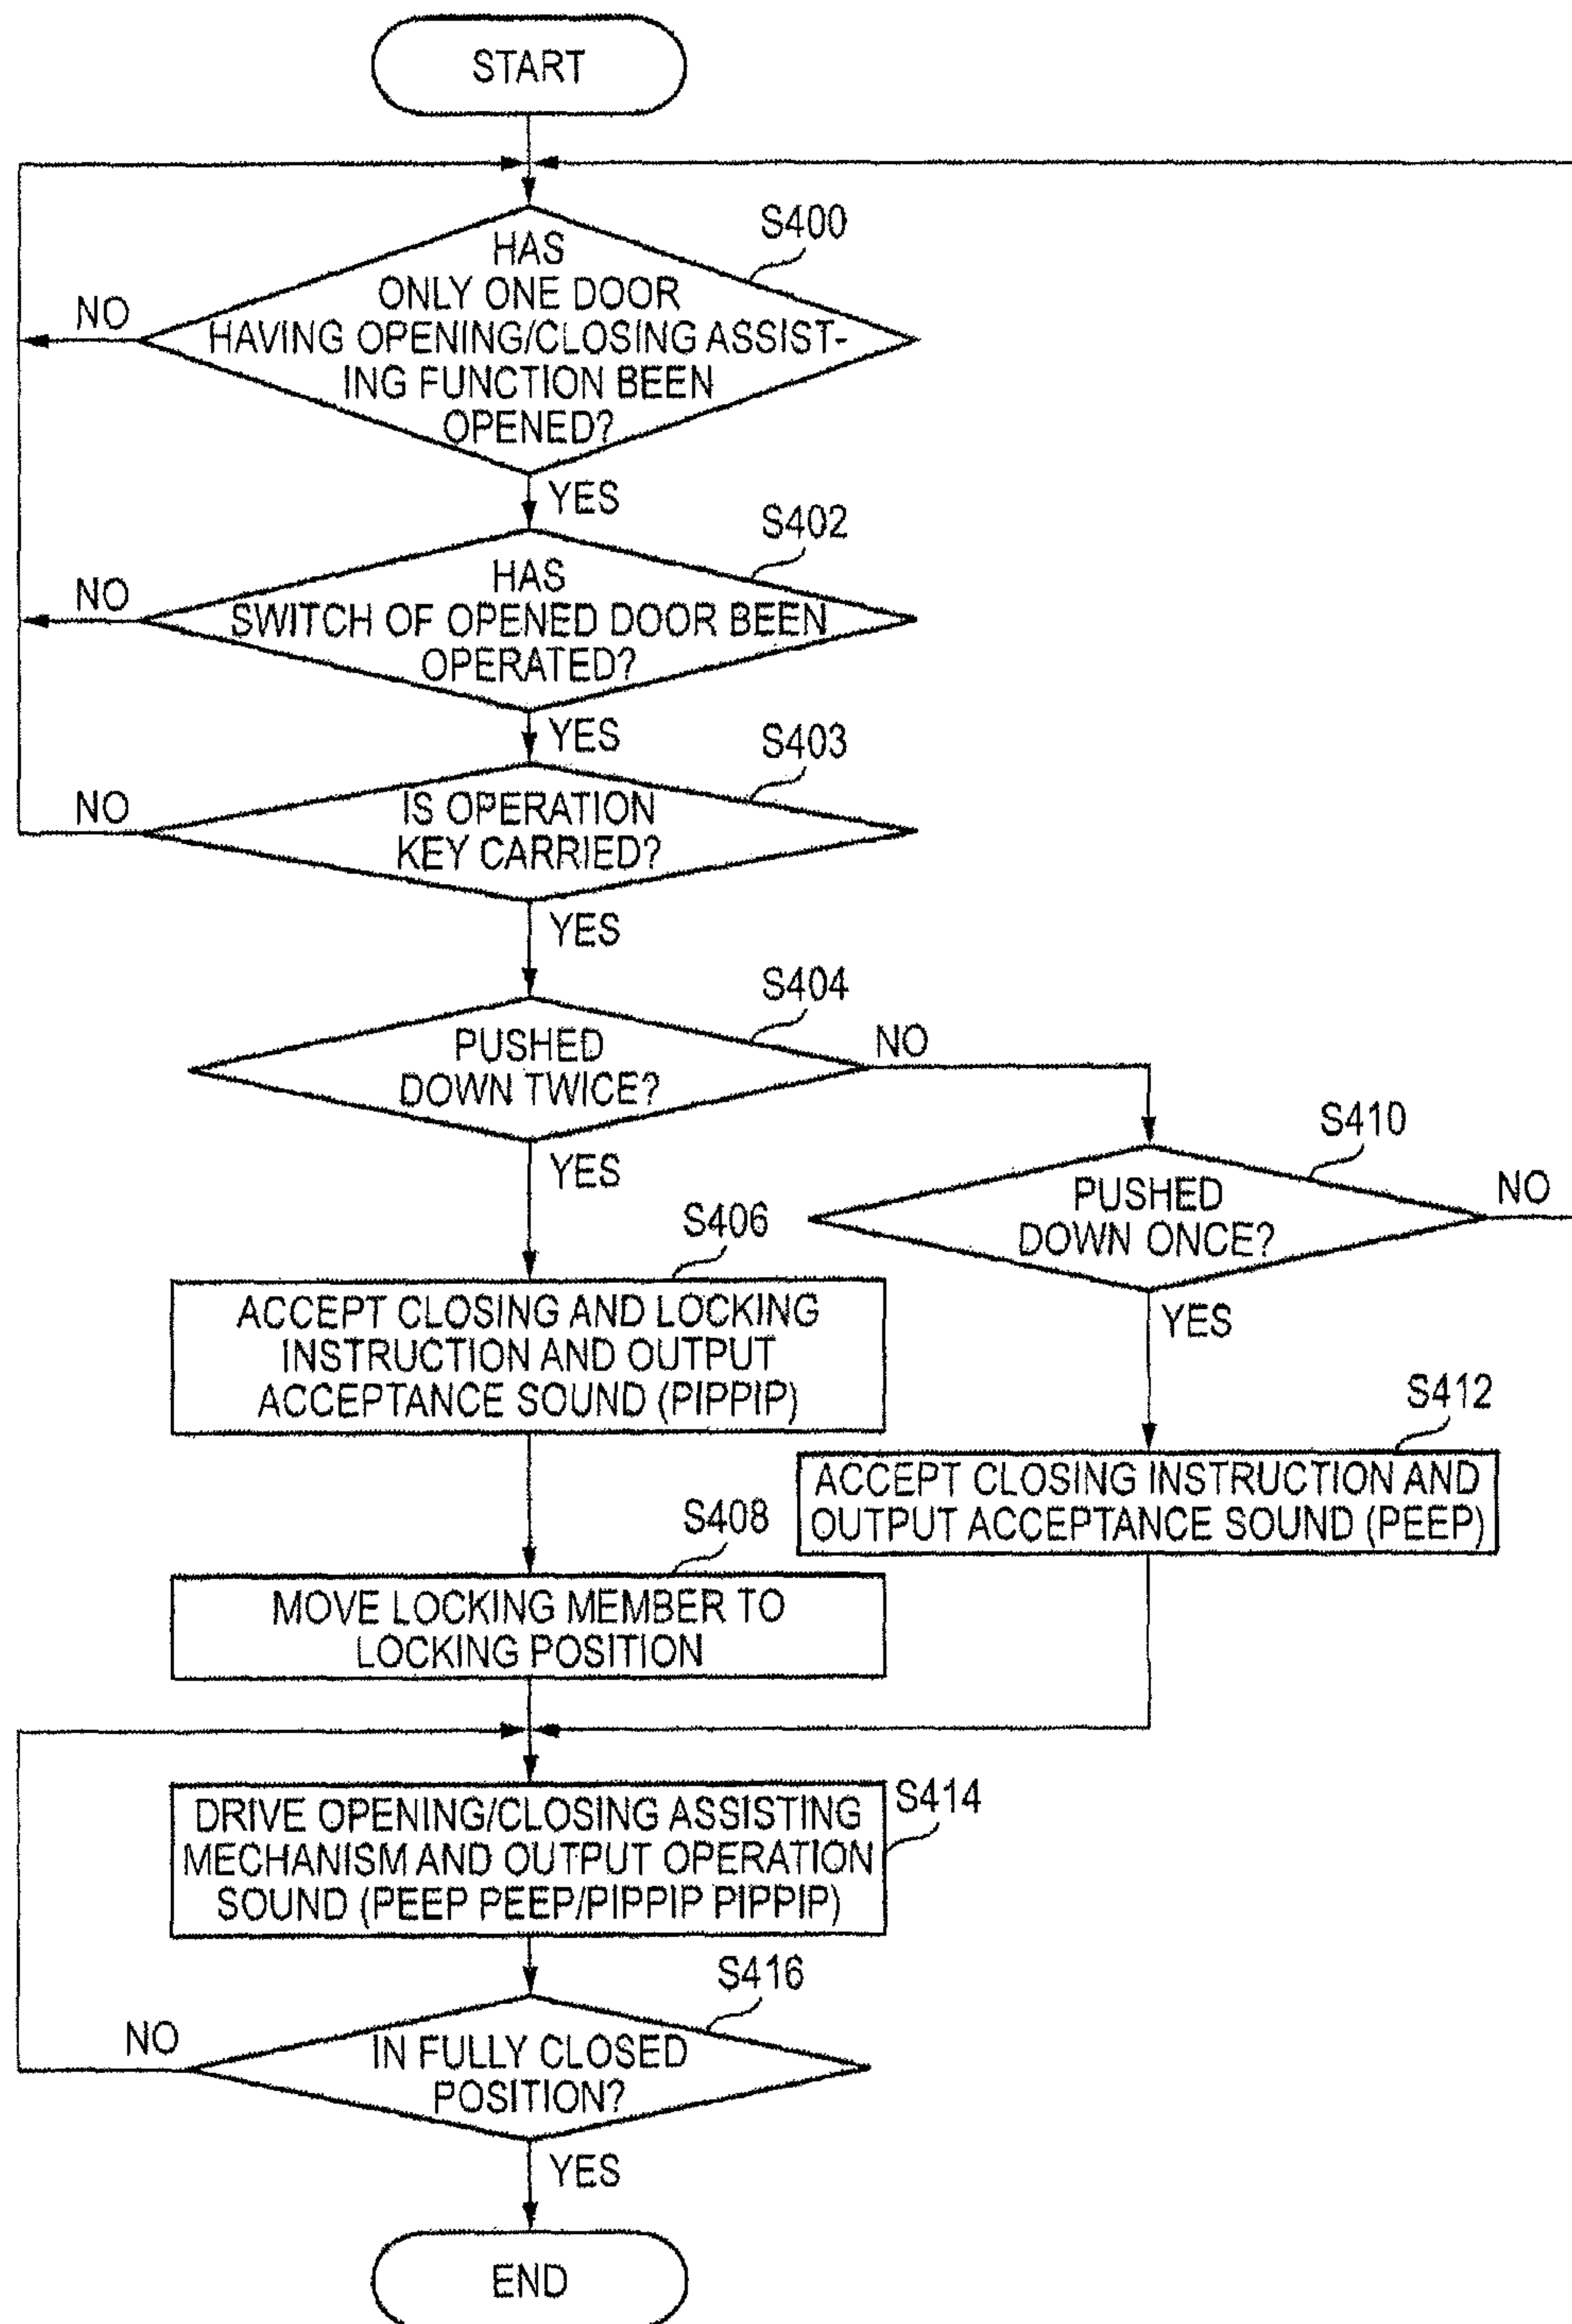 START
S400
HAS
ONLY ONE DOOR
HAVING OPENING/CLOSING ASSIST-
ING FUNCTION BEEN
OPENED?
NO
YES
S402
HAS
SWITCH OF OPENED DOOR BEEN
OPERATED?
NO
YES
S403
IS OPERATION
KEY CARRIED?
NO
YES
S404
PUSHED
DOWN TWICE?
NO
YES
S410
PUSHED
DOWN ONCE?
NO
YES
S406
ACCEPT CLOSING AND LOCKING
INSTRUCTION AND OUTPUT
ACCEPTANCE SOUND (PIPPIP)
S412
ACCEPT CLOSING INSTRUCTION AND
OUTPUT ACCEPTANCE SOUND (PEEP)
S408
MOVE LOCKING MEMBER TO
LOCKING POSITION
S414
DRIVE OPENING/CLOSING ASSISTING
MECHANISM AND OUTPUT OPERATION
SOUND (PEEP PEEP/PIPPIP PIPPIP)
S416
IN FULLY CLOSED
POSITION?
NO
YES
END